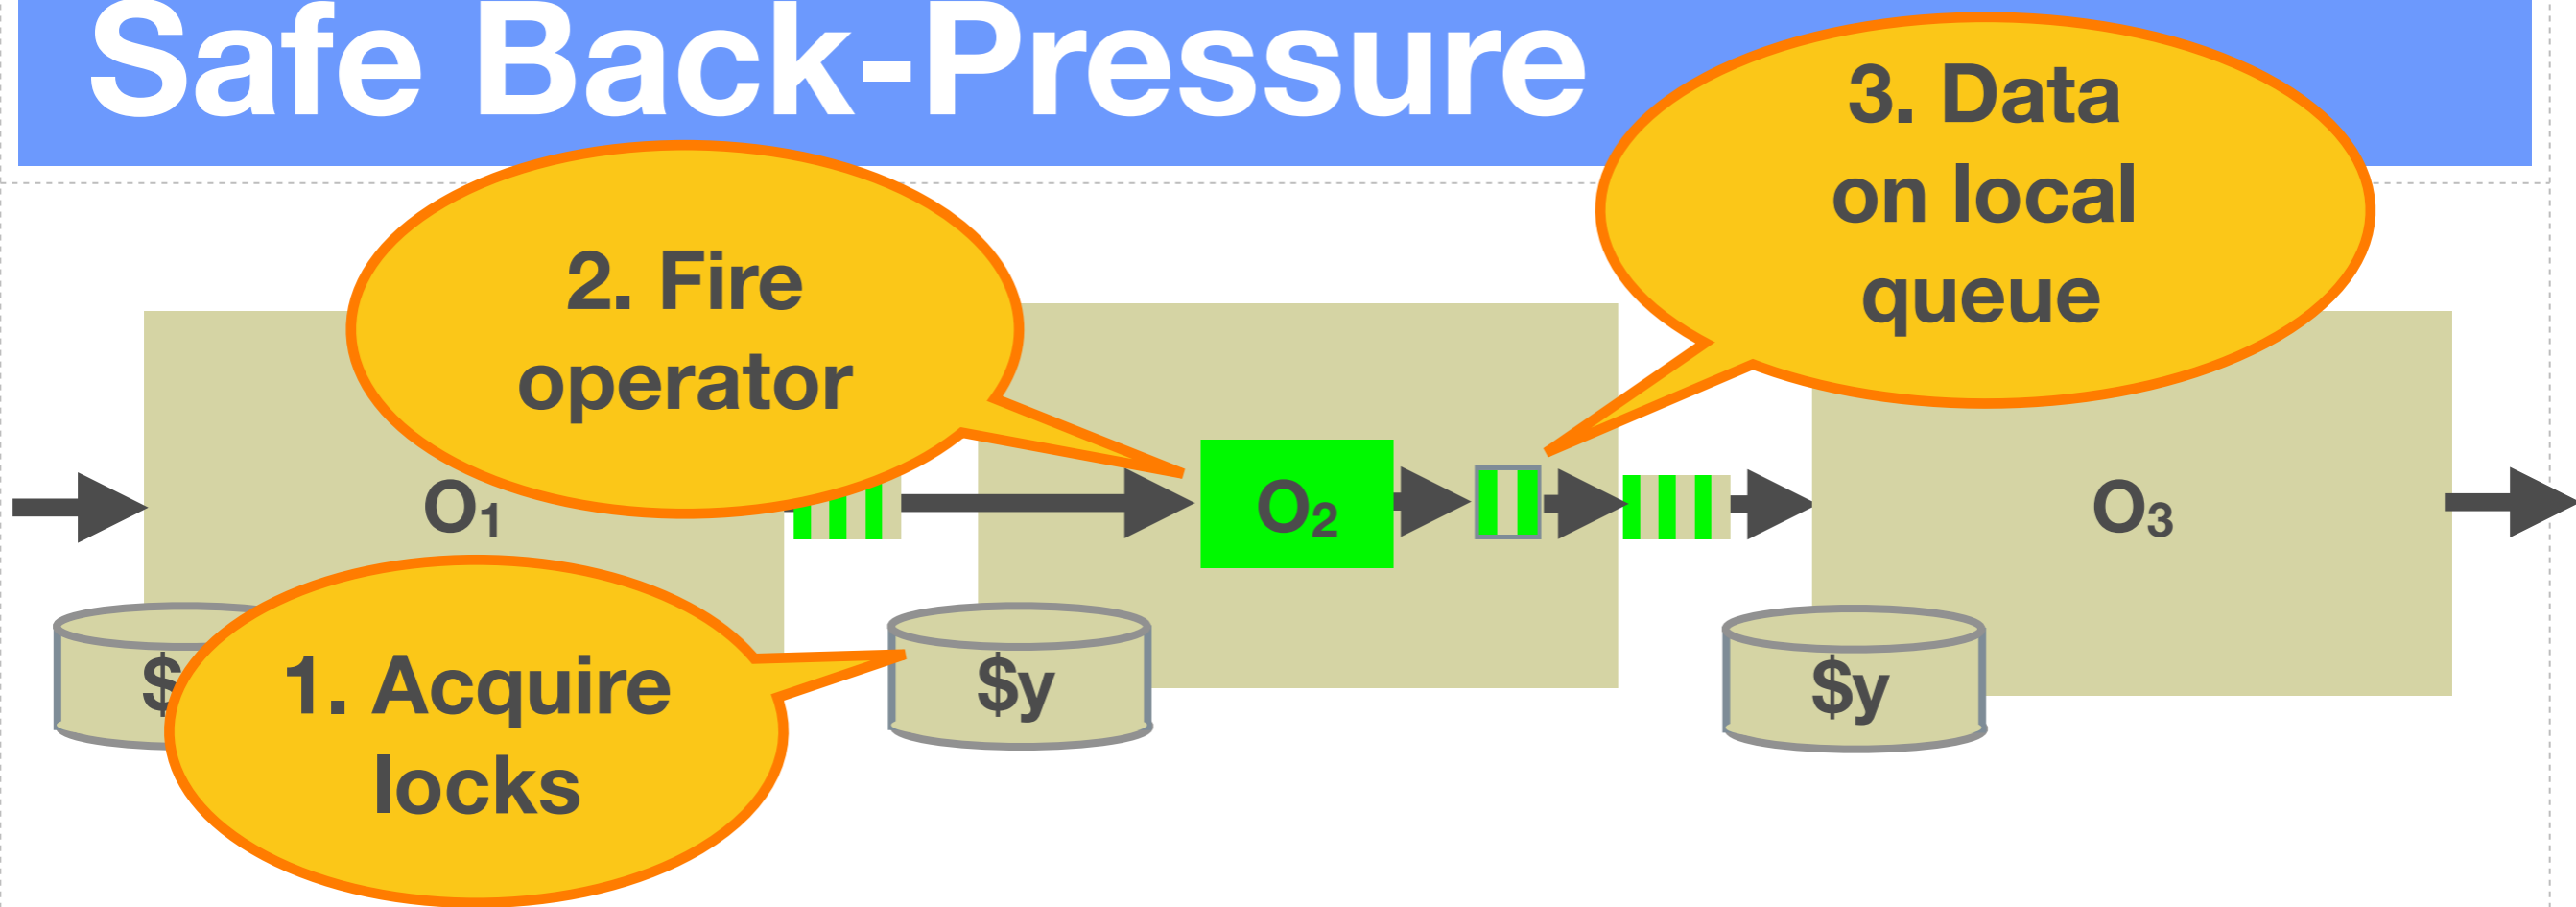 Safe Back-Pressure
3. Data
on local
queue
2. Fire
operator
O₁
O₂
O₃
1. Acquire
locks
$
$y
$y